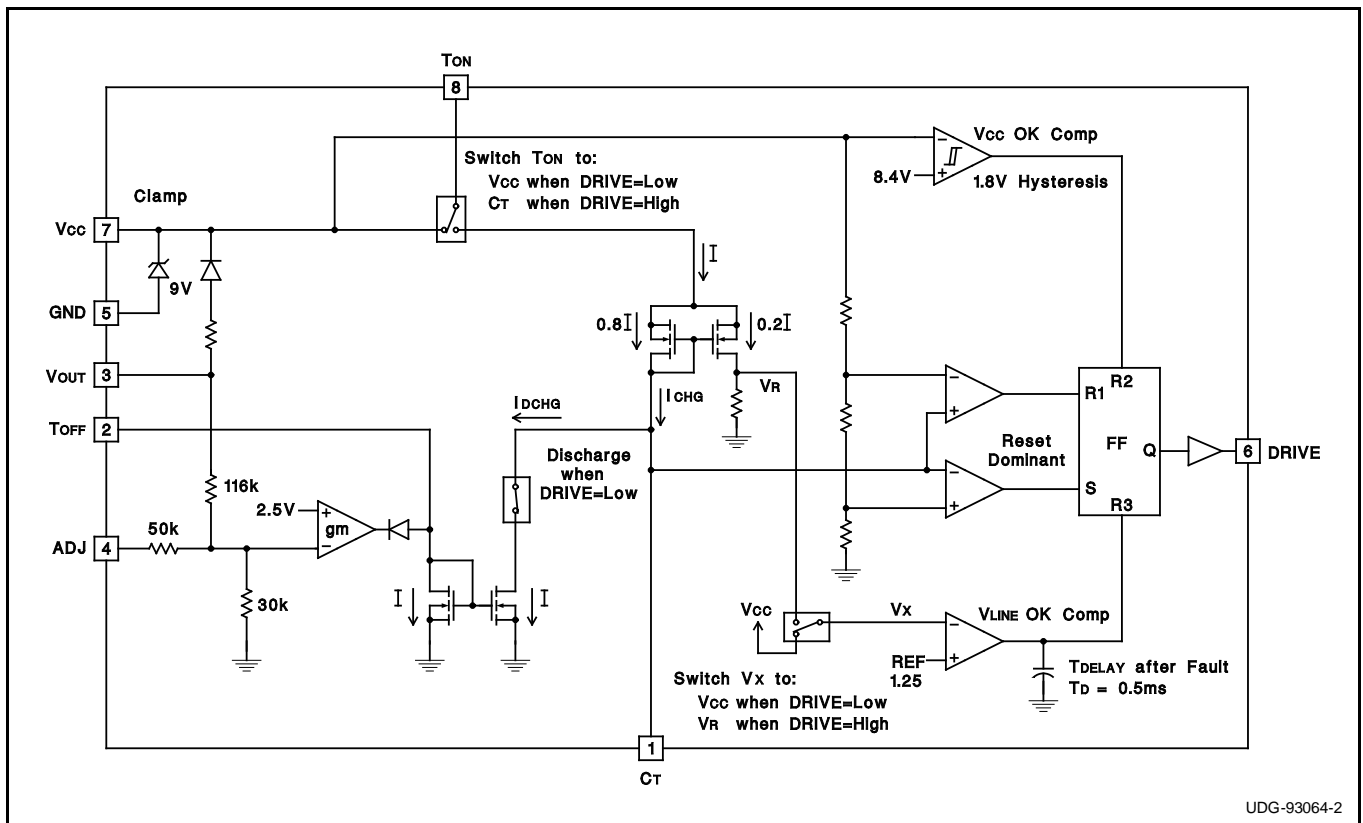 TON
8
Switch TON to:
Vcc when DRIVE=Low
CT when DRIVE=High
Clamp
Vcc 7
9V
GND 5
VOUT 3
TOFF 2
116k
50k
ADJ 4
30k
2.5V
+
gm
−
I
I
IDCHG
Discharge
when
DRIVE=Low
I
0.8I
0.2I
ICHG
VR
Vcc OK Comp
−
8.4V
+
1.8V Hysteresis
−
+
−
+
Reset
Dominant
R1
R2
FF
Q
S
R3
6 DRIVE
Vcc
Vx
VLINE OK Comp
−
REF
1.25
+
Switch Vx to:
Vcc when DRIVE=Low
VR when DRIVE=High
TDELAY after Fault
TD = 0.5ms
1
CT
UDG-93064-2